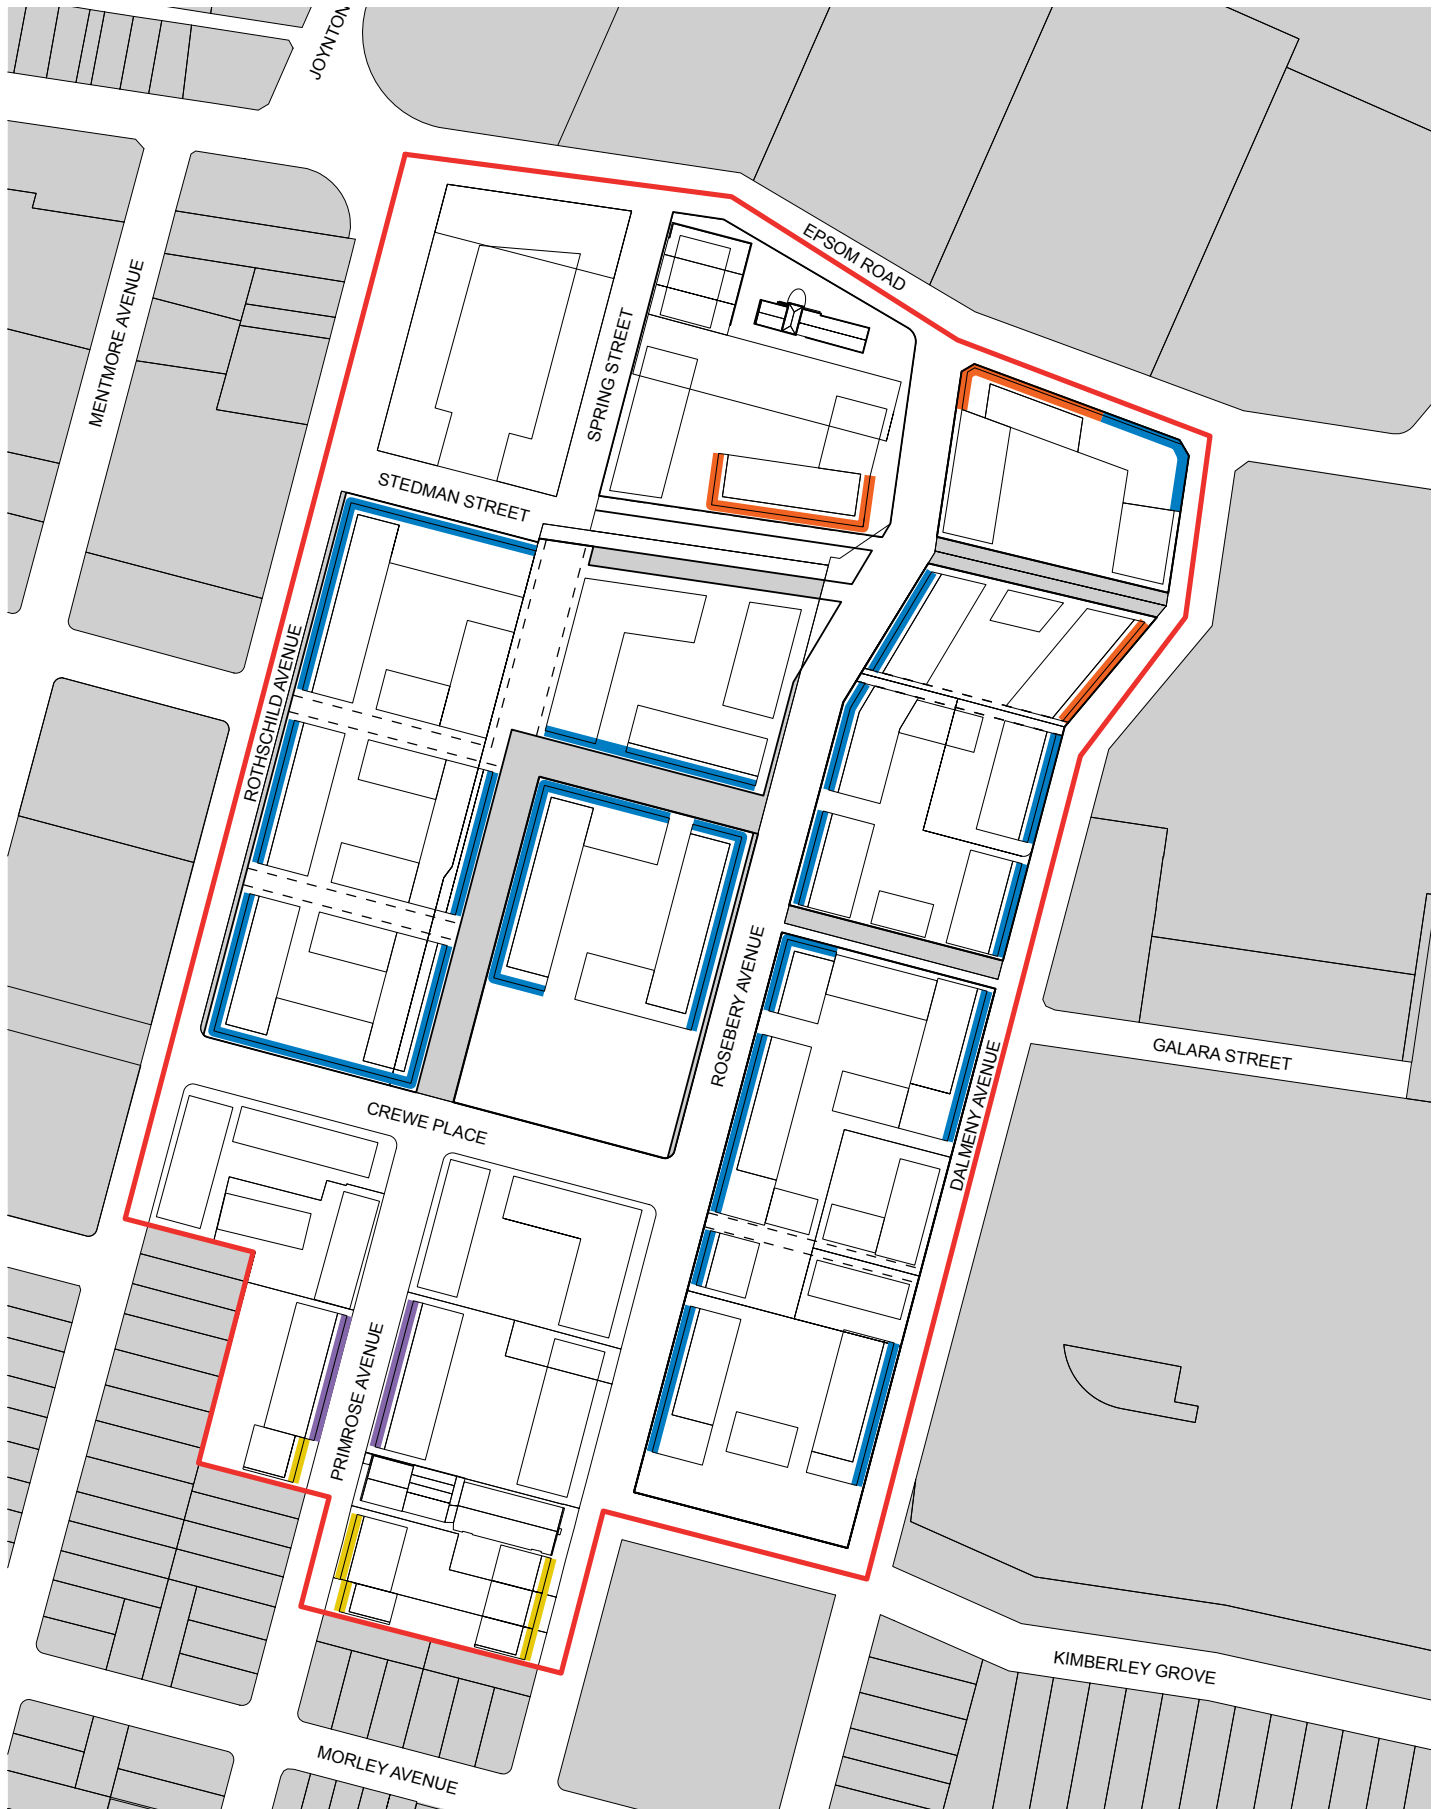 JOYNTON
EPSOM ROAD
MENTMORE AVENUE
SPRING STREET
STEDMAN STREET
ROTHSCHILD AVENUE
ROSEBERY AVENUE
GALARA STREET
DALMENY AVENUE
CREWE PLACE
PRIMROSE AVENUE
KIMBERLEY GROVE
MORLEY AVENUE